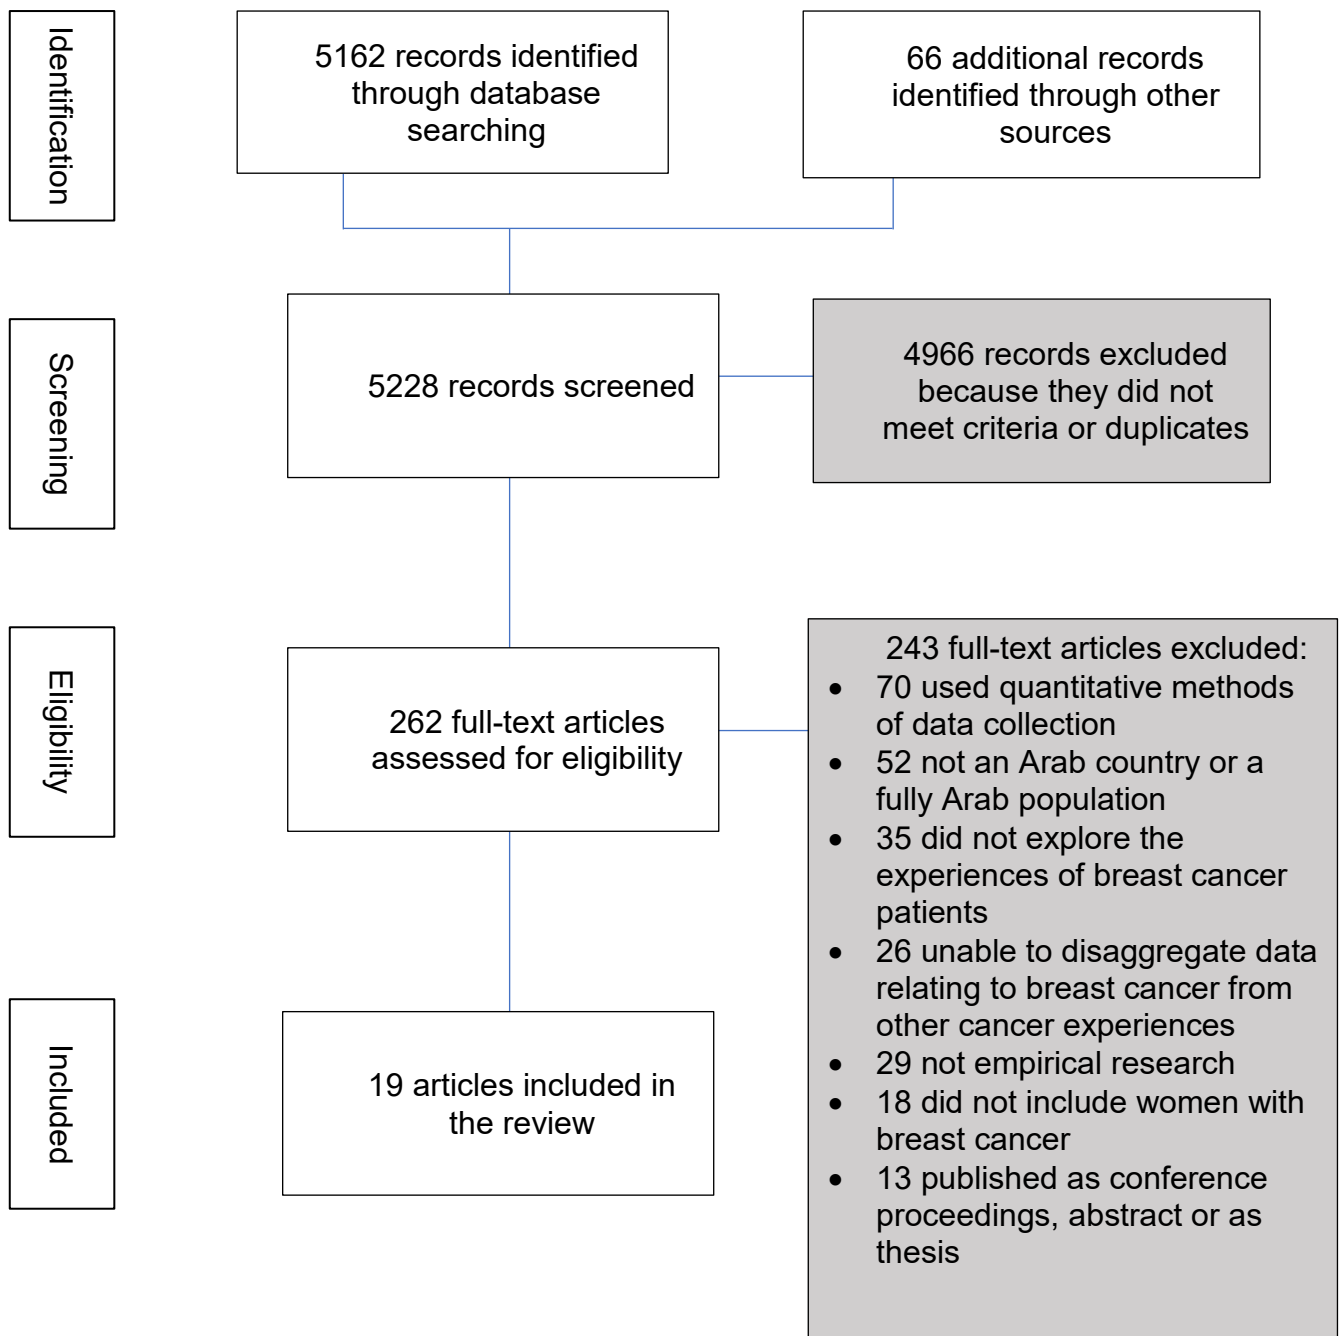 Identification
5162 records identified
through database
searching
66 additional records
identified through other
sources
Screening
5228 records screened
4966 records excluded
because they did not
meet criteria or duplicates
Eligibility
262 full-text articles
assessed for eligibility
243 full-text articles excluded:
• 70 used quantitative methods
of data collection
• 52 not an Arab country or a
fully Arab population
• 35 did not explore the
experiences of breast cancer
patients
• 26 unable to disaggregate data
relating to breast cancer from
other cancer experiences
• 29 not empirical research
• 18 did not include women with
breast cancer
• 13 published as conference
proceedings, abstract or as
thesis
Included
19 articles included in
the review